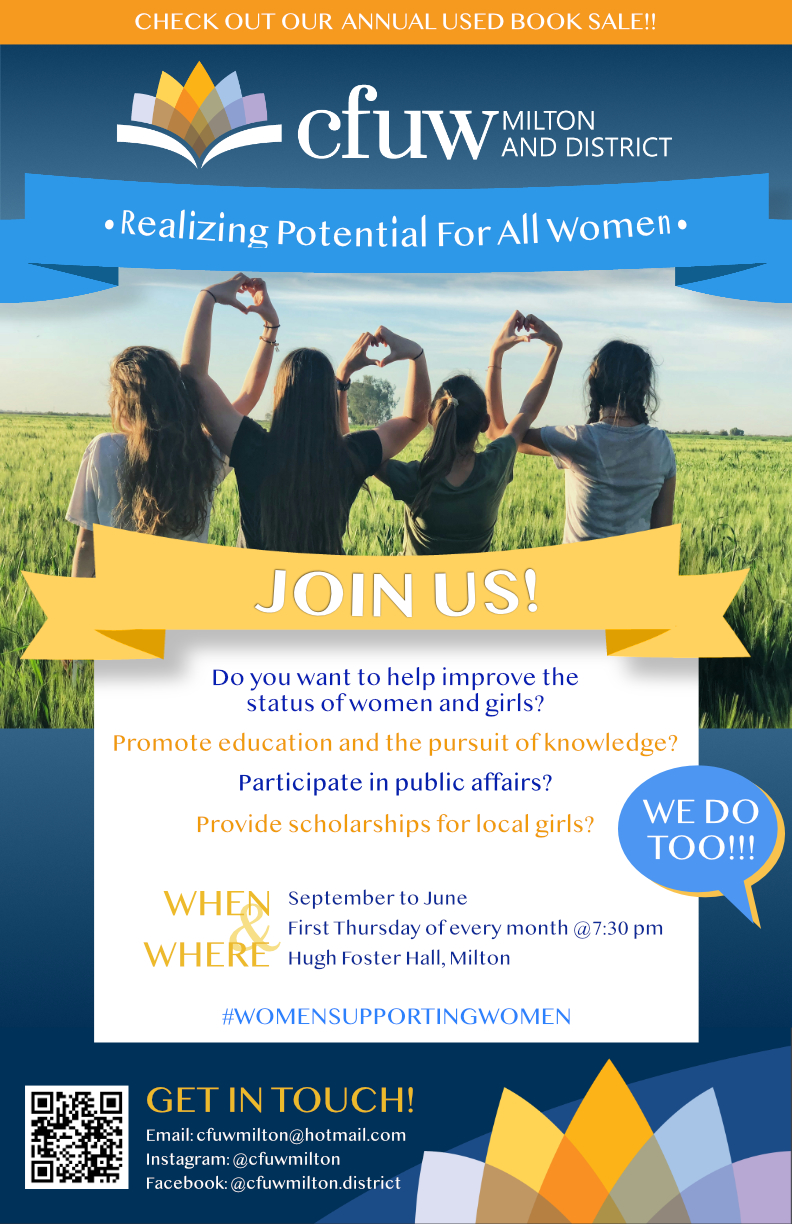 CHECK OUT OUR ANNUAL USED BOOK SALE!!
cfuw MILTON
AND DISTRICT
•Realizing Potential For All Women•
JOIN US!
Do you want to help improve the
status of women and girls?
Promote education and the pursuit of knowledge?
Participate in public affairs?
Provide scholarships for local girls?
WE DO
TOO!!!
WHEN
&
WHERE
September to June
First Thursday of every month @7:30 pm
Hugh Foster Hall, Milton
#WOMENSUPPORTINGWOMEN
GET IN TOUCH!
Email: cfuwmilton@hotmail.com
Instagram: @cfuwmilton
Facebook: @cfuwmilton.district